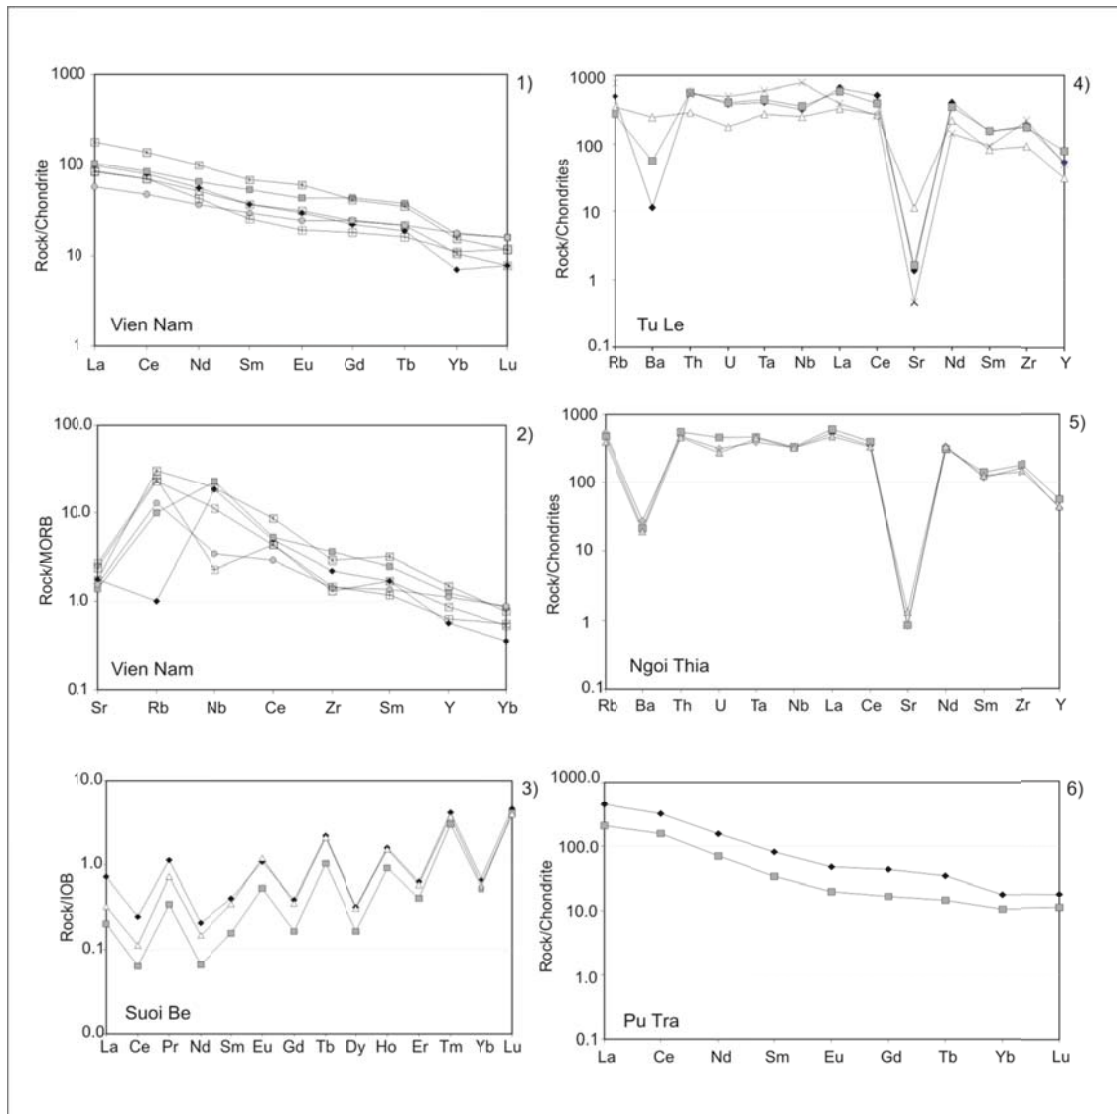 1000
100
10
1
Rock/Chondrite
La Ce Nd Sm Eu Gd Tb Yb Lu
Vien Nam
1)
1000
100
10
1
0.1
Rock/Chondrites
Rb Ba Th U Ta Nb La Ce Sr Nd Sm Zr Y
Tu Le
4)
100.0
10.0
1.0
0.1
Rock/MORB
Sr Rb Nb Ce Zr Sm Y Yb
Vien Nam
2)
1000
100
10
1
0.1
Rock/Chondrites
Rb Ba Th U Ta Nb La Ce Sr Nd Sm Zr Y
Ngoi Thia
5)
10.0
1.0
0.1
0.0
Rock/IOB
La Ce Pr Nd Sm Eu Gd Tb Dy Ho Er Tm Yb Lu
Suoi Be
3)
1000.0
100.0
10.0
1.0
0.1
Rock/Chondrite
La Ce Nd Sm Eu Gd Tb Yb Lu
Pu Tra
6)